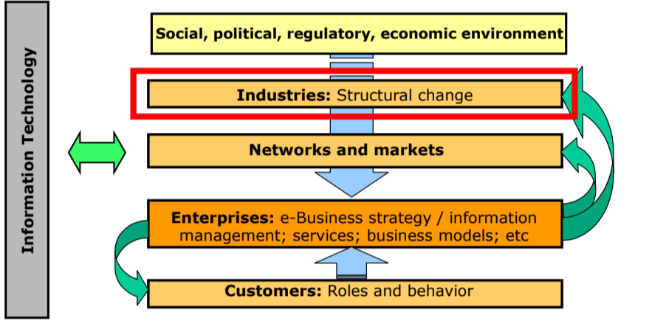 Information Technology
Social, political, regulatory, economic environment
Industries: Structural change
Networks and markets
Enterprises: e-Business strategy / information
management; services; business models; etc
Customers: Roles and behavior